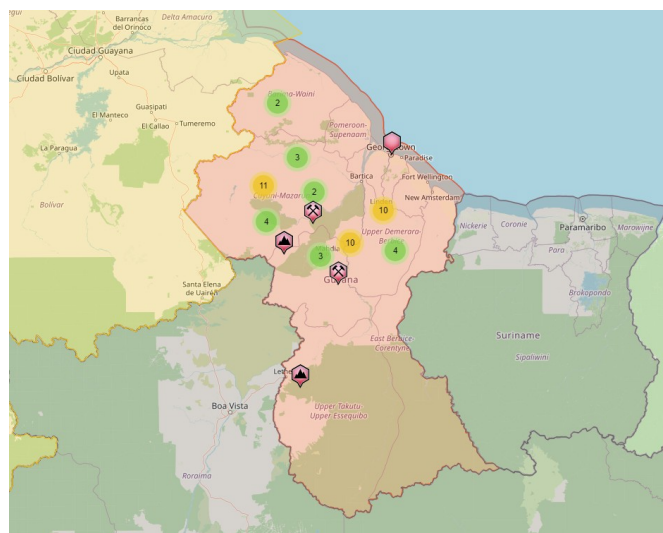 Delta Amacuro
Barrancas
del Orinoco
Ciudad Guayana
Ciudad Bolívar
Upata
El Manteco
Guasipati
El Callao
Tumeremo
La Paragua
Bolívar
2
Pomeroon-
Supenaam
3
Paradise
Bartica
Fort Wellington
New Amsterdam
11
2
10
4
Upper Demerara-
10
3
4
Guyana
Santa Elena
de Uairén
Nickerie
Coronie
Paramaribo
Marowijne
Para
Brokopondo
Suriname
Sipaliwini
East Berbice
Corentyne
Boa Vista
Upper Takutu
Upper Essequibo
Roraima